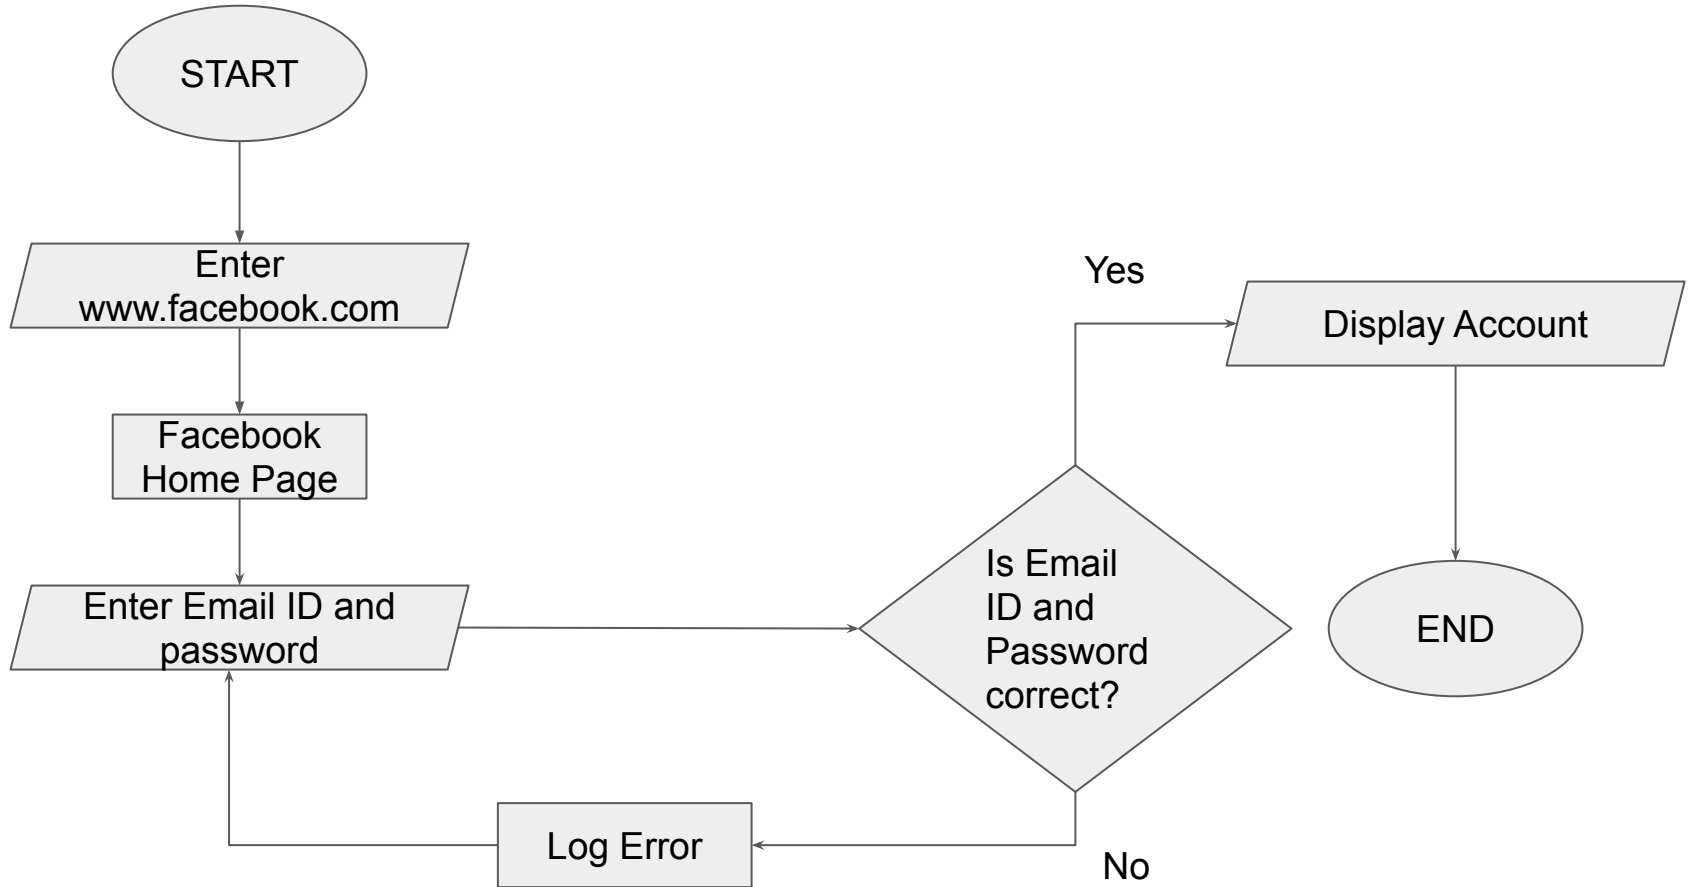 START
Enter
www.facebook.com
Facebook
Home Page
Enter Email ID and
password
Is Email
ID and
Password
correct?
Yes
Display Account
END
No
Log Error